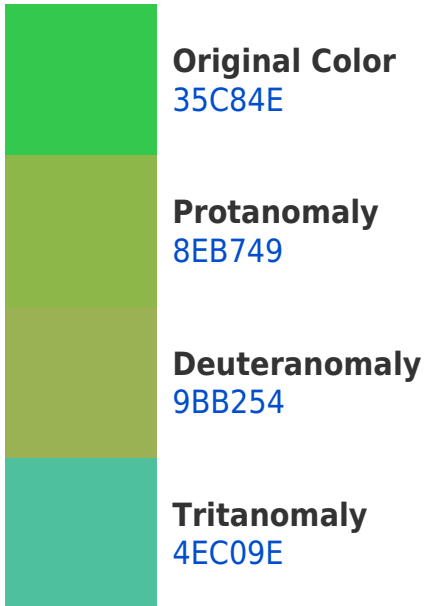 Original Color
35C84E
Protanomaly
8EB749
Deuteranomaly
9BB254
Tritanomaly
4EC09E